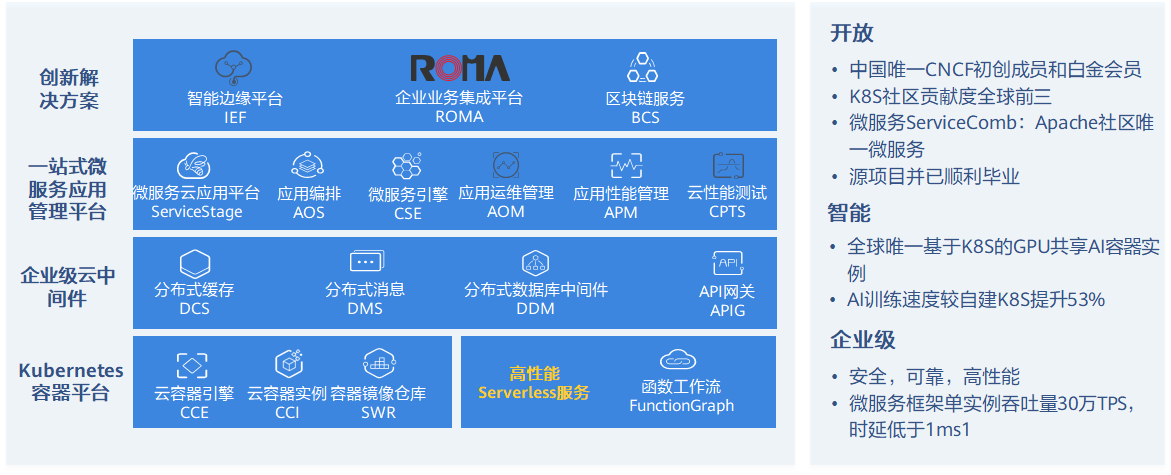 创新解
决方案
智能边缘平台
IEF
ROMA
企业业务集成平台
ROMA
区块链服务
BCS
一站式微
服务应用
管理平台
微服务云应用平台
ServiceStage
应用编排
AOS
微服务引擎
CSE
应用运维管理
AOM
应用性能管理
APM
云性能测试
CPTS
企业级云中
间件
分布式缓存
DCS
分布式消息
DMS
分布式数据库中间件
DDM
API
API网关
APIG
Kubernetes
容器平台
云容器引擎
CCE
云容器实例
CCI
容器镜像仓库
SWR
高性能
Serverless服务
函数工作流
FunctionGraph
开放
• 中国唯一CNCF初创成员和白金会员
• K8S社区贡献度全球前三
• 微服务ServiceComb：Apache社区唯
一微服务
• 源项目并已顺利毕业
智能
• 全球唯一基于K8S的GPU共享AI容器实
例
• AI训练速度较自建K8S提升53%
企业级
• 安全，可靠，高性能
• 微服务框架单实例吞吐量30万TPS，
时延低于1ms1